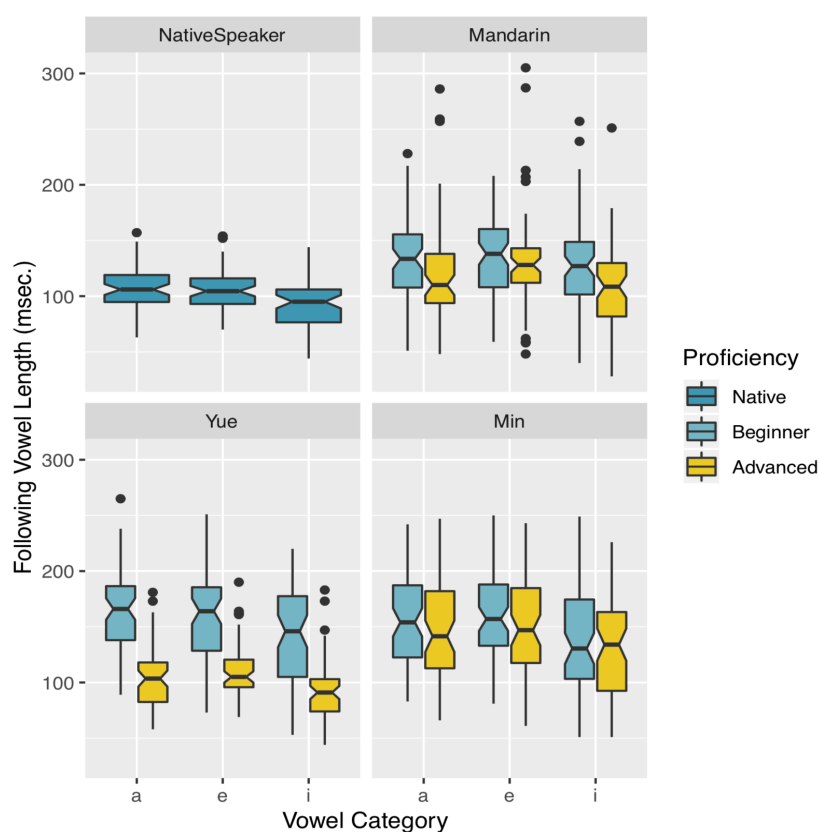 NativeSpeaker
Mandarin
300
200
100
Yue
Min
300
200
100
a
e
i
a
e
i
Vowel Category
Following Vowel Length (msec.)
Proficiency
Native
Beginner
Advanced